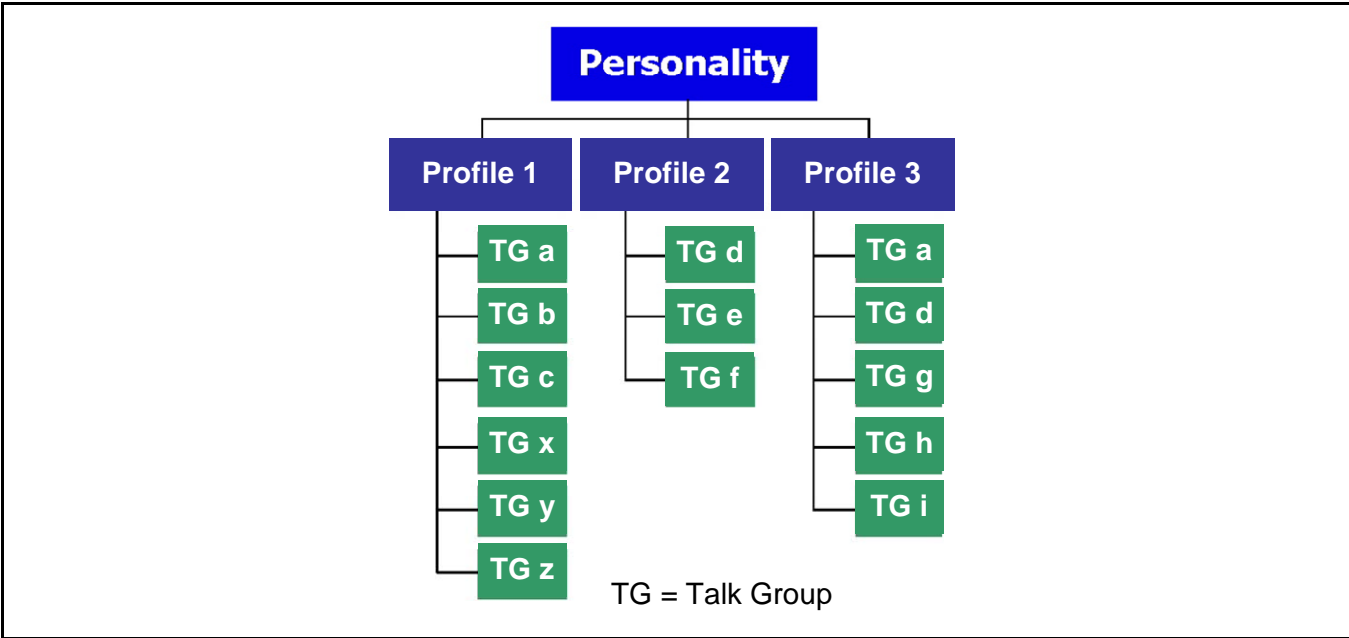 Personality
Profile 1
Profile 2
Profile 3
TG a
TG b
TG c
TG x
TG y
TG z
TG d
TG e
TG f
TG a
TG d
TG g
TG h
TG i
TG = Talk Group